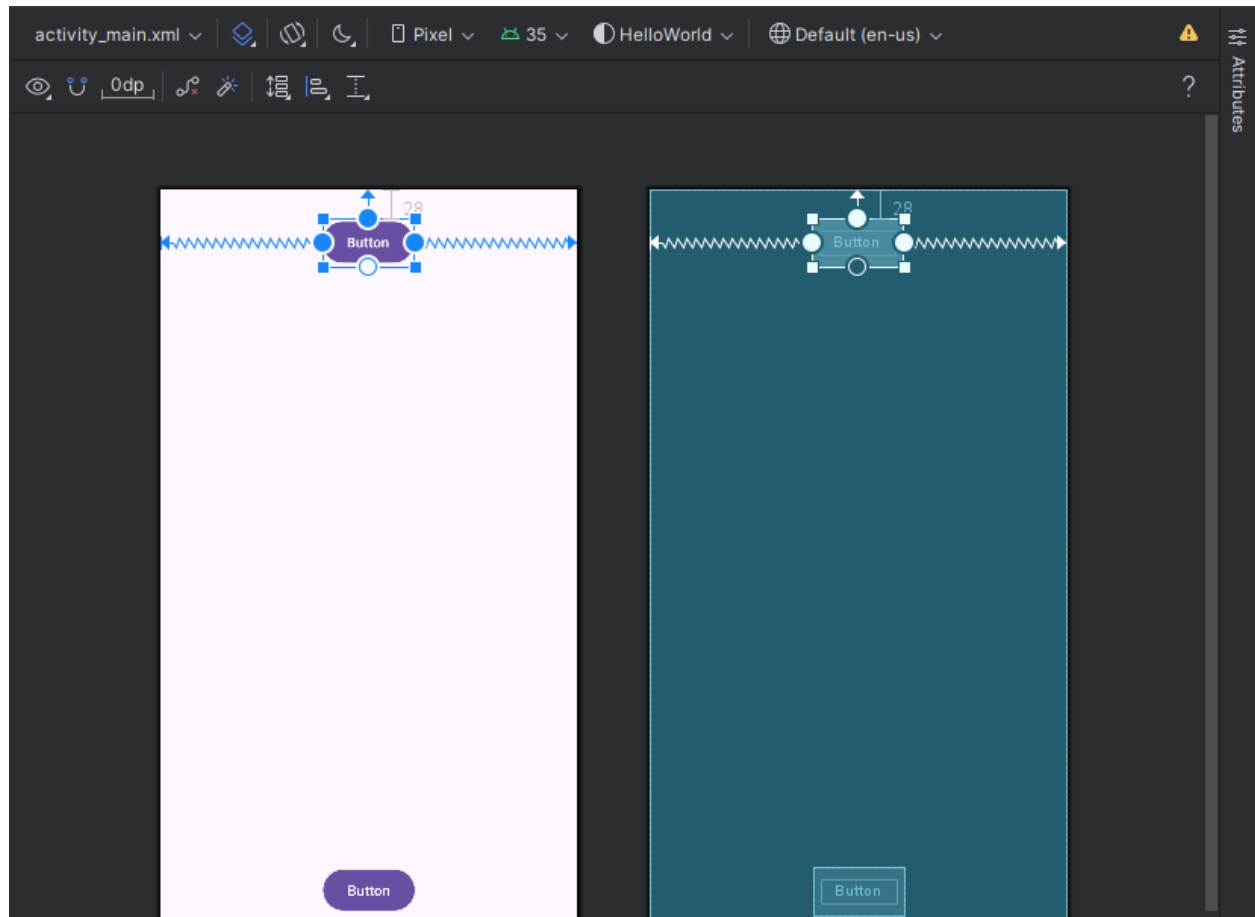 activity_main.xml Pixel 35 HelloWorld Default (en-us)
0dp ?
Attributes
28
Button
28
Button
Button
Button